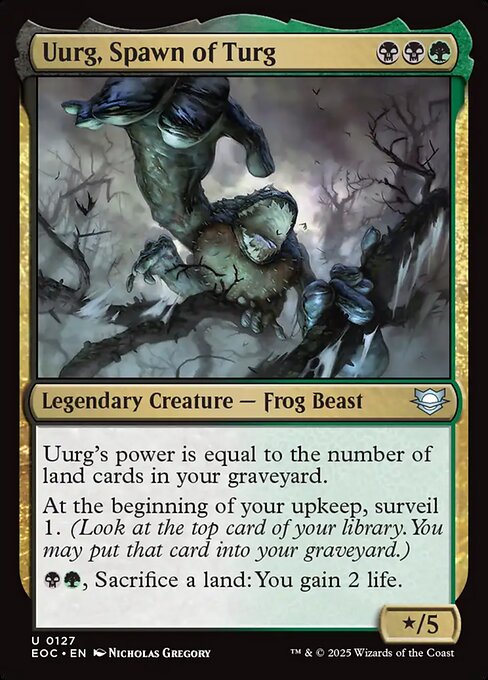 Uurg, Spawn of Turg
Legendary Creature — Frog Beast
Uurg's power is equal to the number of
land cards in your graveyard.
At the beginning of your upkeep, surveil
1. (Look at the top card of your library. You
may put that card into your graveyard.)
, Sacrifice a land: You gain 2 life.
★/5
U 0127
EOC • EN Nicholas Gregory
™ & © 2025 Wizards of the Coast